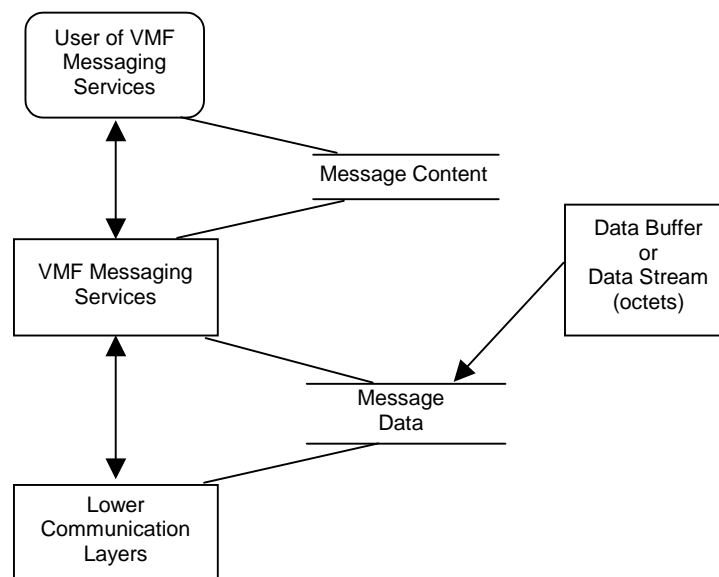 User of VMF
Messaging
Services
Message Content
Data Buffer
or
Data Stream
(octets)
VMF Messaging
Services
Message
Data
Lower
Communication
Layers